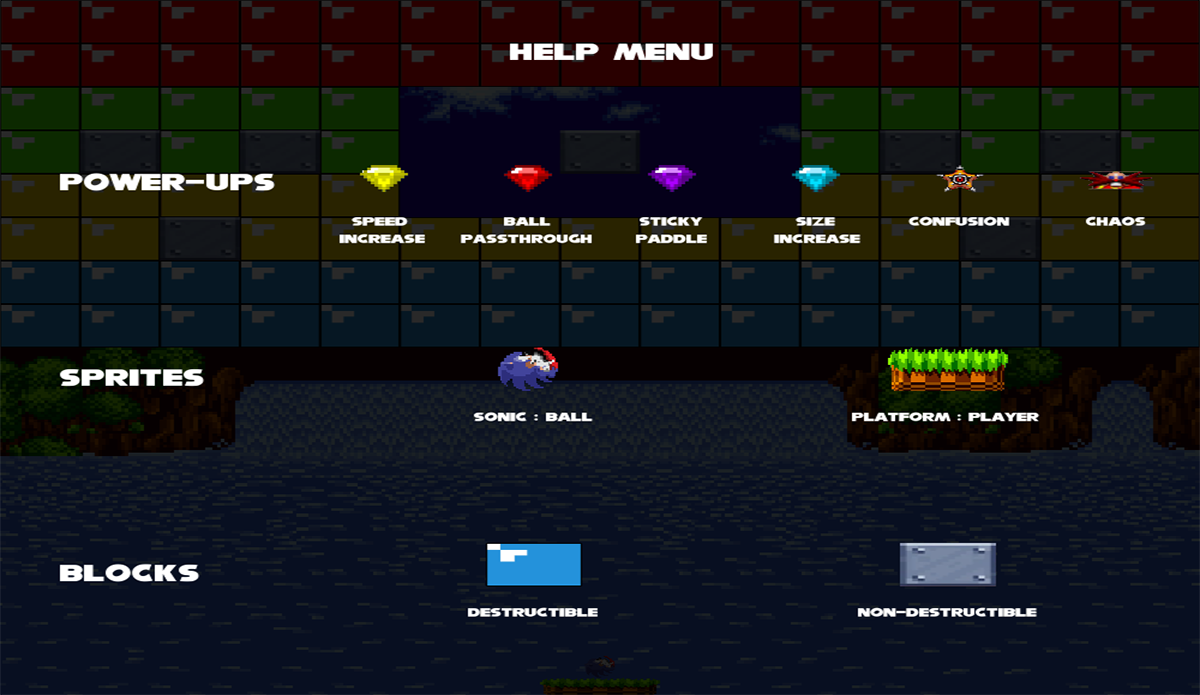 HELP MENU
POWER-UPS
SPEED
INCREASE
BALL
PASSTHROUGH
STICKY
PADDLE
SIZE
INCREASE
CONFUSION
CHAOS
SPRITES
SONIC : BALL
PLATFORM : PLAYER
BLOCKS
DESTRUCTIBLE
NON-DESTRUCTIBLE